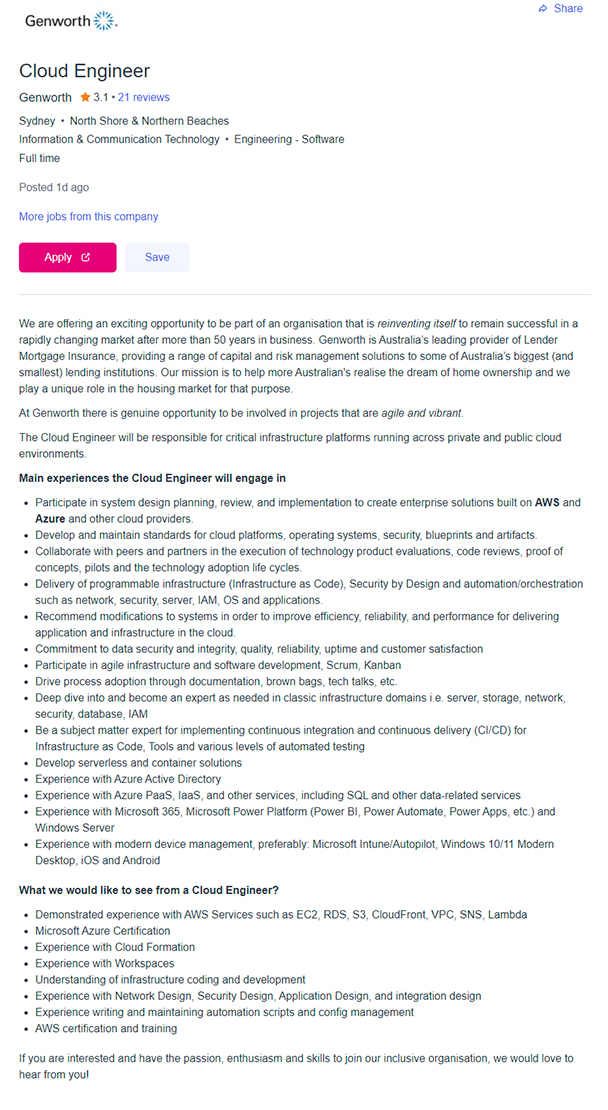 Share
Genworth
Cloud Engineer
Genworth 3.1 • 21 reviews
Sydney • North Shore & Northern Beaches
Information & Communication Technology • Engineering - Software
Full time
Posted 1d ago
More jobs from this company
Apply
Save
We are offering an exciting opportunity to be part of an organisation that is reinventing itself to remain successful in a
rapidly changing market after more than 50 years in business. Genworth is Australia's leading provider of Lender
Mortgage Insurance, providing a range of capital and risk management solutions to some of Australia's biggest (and
smallest) lending institutions. Our mission is to help more Australian's realise the dream of home ownership and we
play a unique role in the housing market for that purpose.
At Genworth there is genuine opportunity to be involved in projects that are agile and vibrant.
The Cloud Engineer will be responsible for critical infrastructure platforms running across private and public cloud
environments.
Main experiences the Cloud Engineer will engage in
• Participate in system design planning, review, and implementation to create enterprise solutions built on AWS and
Azure and other cloud providers.
• Develop and maintain standards for cloud platforms, operating systems, security, blueprints and artifacts.
• Collaborate with peers and partners in the execution of technology product evaluations, code reviews, proof of
concepts, pilots and the technology adoption life cycles.
• Delivery of programmable infrastructure (Infrastructure as Code), Security by Design and automation/orchestration
such as network, security, server, IAM, OS and applications.
• Recommend modifications to systems in order to improve efficiency, reliability, and performance for delivering
application and infrastructure in the cloud.
• Commitment to data security and integrity, quality, reliability, uptime and customer satisfaction
• Participate in agile infrastructure and software development, Scrum, Kanban
• Drive process adoption through documentation, brown bags, tech talks, etc.
• Deep dive into and become an expert as needed in classic infrastructure domains i.e. server, storage, network,
security, database, IAM
• Be a subject matter expert for implementing continuous integration and continuous delivery (CI/CD) for
Infrastructure as Code, Tools and various levels of automated testing
• Develop serverless and container solutions
• Experience with Azure Active Directory
• Experience with Azure PaaS, IaaS, and other services, including SQL and other data-related services
• Experience with Microsoft 365, Microsoft Power Platform (Power BI, Power Automate, Power Apps, etc.) and
Windows Server
• Experience with modern device management, preferably: Microsoft Intune/Autopilot, Windows 10/11 Modern
Desktop, iOS and Android
What we would like to see from a Cloud Engineer?
• Demonstrated experience with AWS Services such as EC2, RDS, S3, CloudFront, VPC, SNS, Lambda
• Microsoft Azure Certification
• Experience with Cloud Formation
• Experience with Workspaces
• Understanding of infrastructure coding and development
• Experience with Network Design, Security Design, Application Design, and integration design
• Experience writing and maintaining automation scripts and config management
• AWS certification and training
If you are interested and have the passion, enthusiasm and skills to join our inclusive organisation, we would love to
hear from you!